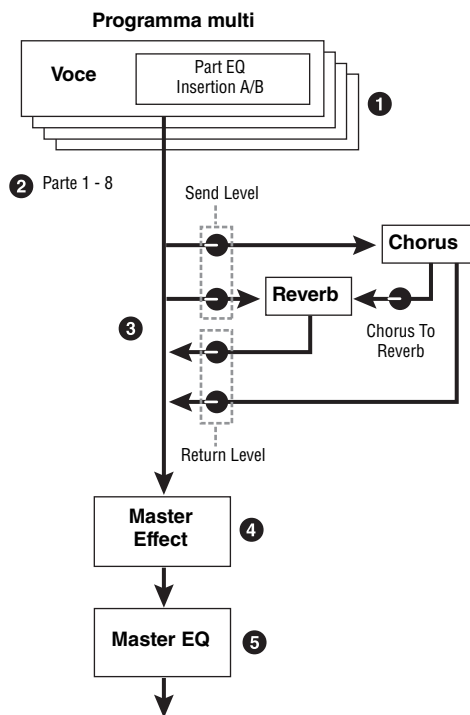 Programma multi
Voce
Part EQ
Insertion A/B
1
2 Parte 1 - 8
Send Level
Chorus
Reverb
3
Chorus To
Reverb
Return Level
Master
Effect
4
Master EQ
5